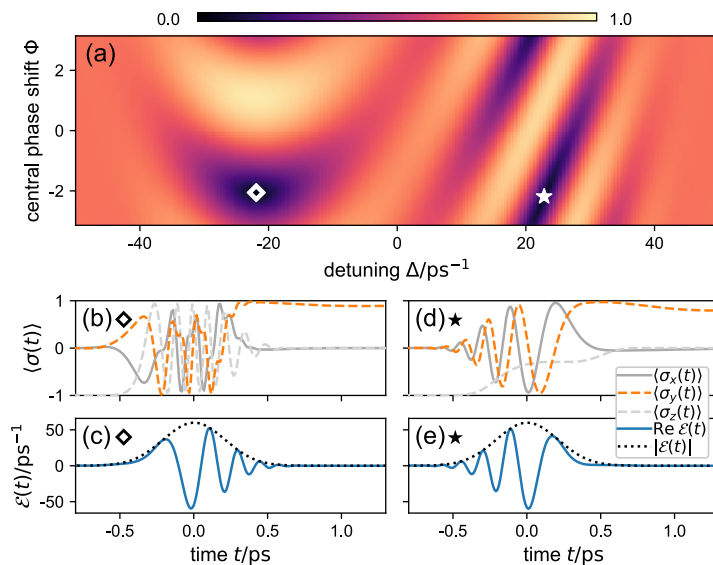 0.0 1.0
(a)
central phase shift Φ
2
0
-2
-40 -20 0 20 40
detuning Δ/ps⁻¹
(b) (d)
⟨σ(t)⟩
1
0
-1
⟨σx(t)⟩
⟨σy(t)⟩
⟨σz(t)⟩
Re ℰ(t)
|ℰ(t)|
(c) (e)
ℰ(t)/ps⁻¹
50
0
-50
-0.5 0.0 0.5 1.0 -0.5 0.0 0.5 1.0
time t/ps time t/ps